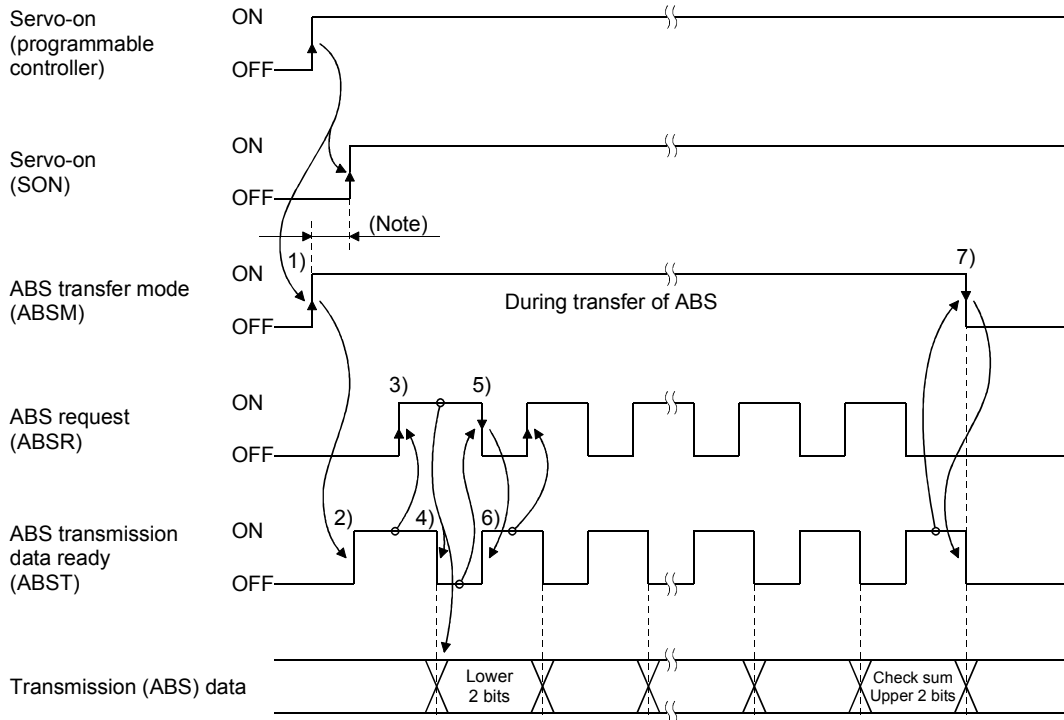 Servo-on
(programmable
controller)
ON
OFF
Servo-on
(SON)
ON
OFF
(Note)
ABS transfer mode
(ABSM)
ON
OFF
1)
During transfer of ABS
7)
ABS request
(ABSR)
ON
OFF
3)
5)
ABS transmission
data ready
(ABST)
ON
OFF
2)
4)
6)
Transmission (ABS) data
Lower
2 bits
Check sum
Upper 2 bits